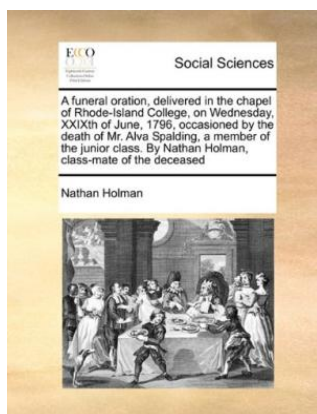 ECCO
Social Sciences
A funeral oration, delivered in the chapel
of Rhode-Island College, on Wednesday,
XXIXth of June, 1796, occasioned by the
death of Mr. Alva Spalding, a member of
the junior class. By Nathan Holman,
class-mate of the deceased
Nathan Holman